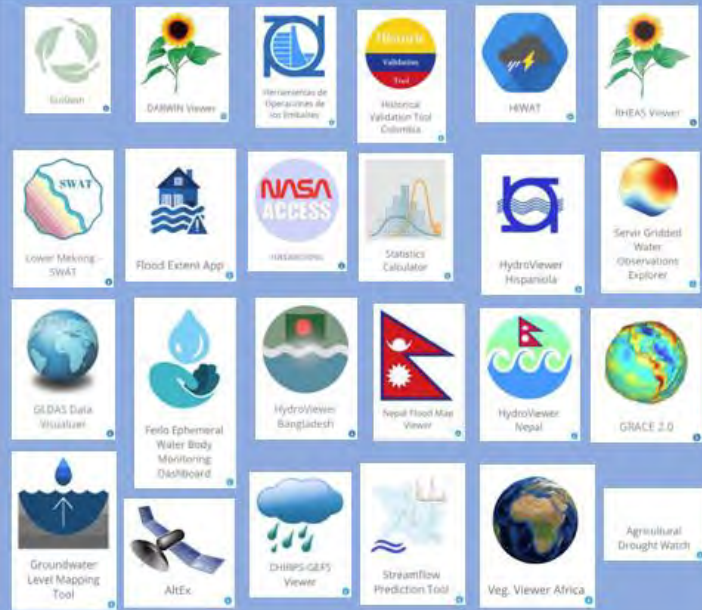 DARWIN Viewer
Herramientas de
Operaciones de
los Embalses
Historic
Validation
Tool
Historical
Validation Tool
Colombia
HIWAT
RHEAS Viewer
SWAT
Lower Mekong -
SWAT
Flood Extent App
NASA
ACCESS
Statistics
Calculator
HydroViewer
Hispaniola
Servir Gridded
Water
Observations
Explorer
GLDAS Data
Visualizer
Ferlo Ephemeral
Water Body
Monitoring
Dashboard
HydroViewer
Bangladesh
Nepal Flood Map
Viewer
HydroViewer
Nepal
GRACE 2.0
Groundwater
Level Mapping
Tool
AltEx
CHIRPS-GEFS
Viewer
Streamflow
Prediction Tool
Veg. Viewer Africa
Agricultural
Drought Watch